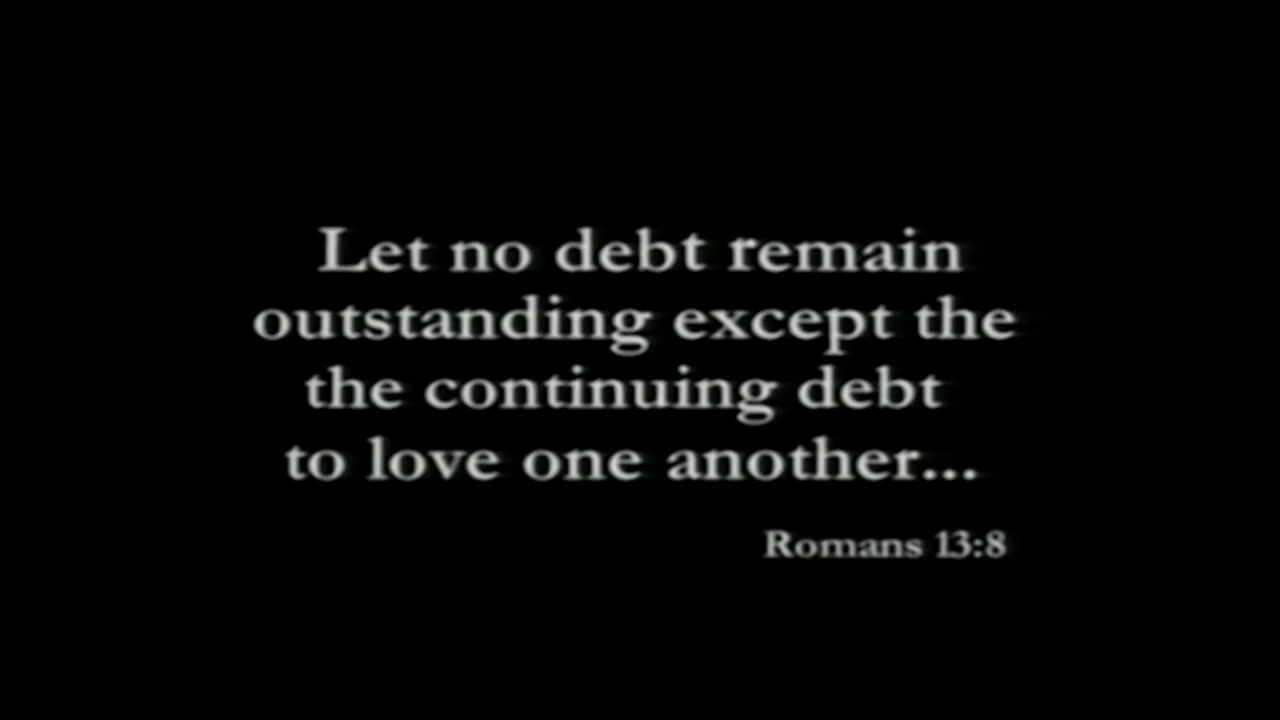 Let no debt remain
outstanding except the
the continuing debt
to love one another...
Romans 13:8